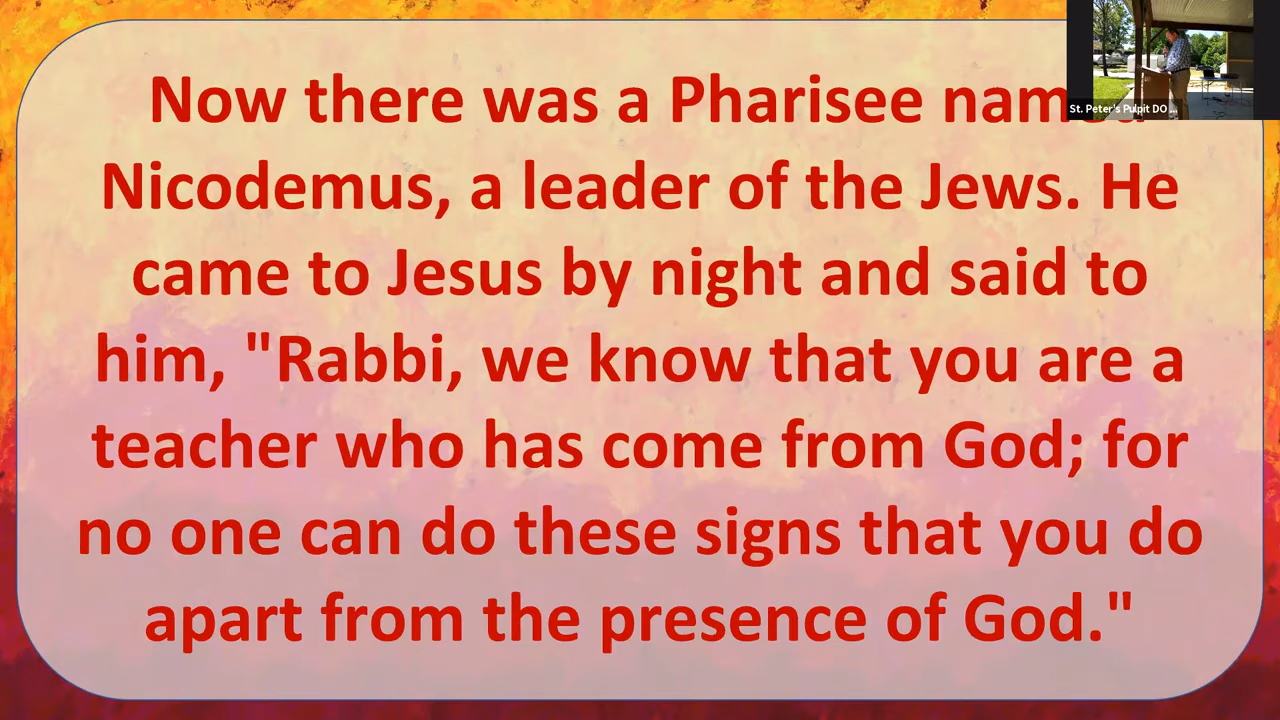 Now there was a Pharisee named
Nicodemus, a leader of the Jews. He
came to Jesus by night and said to
him, "Rabbi, we know that you are a
teacher who has come from God; for
no one can do these signs that you do
apart from the presence of God."
St. Peter's Pulpit DO ...